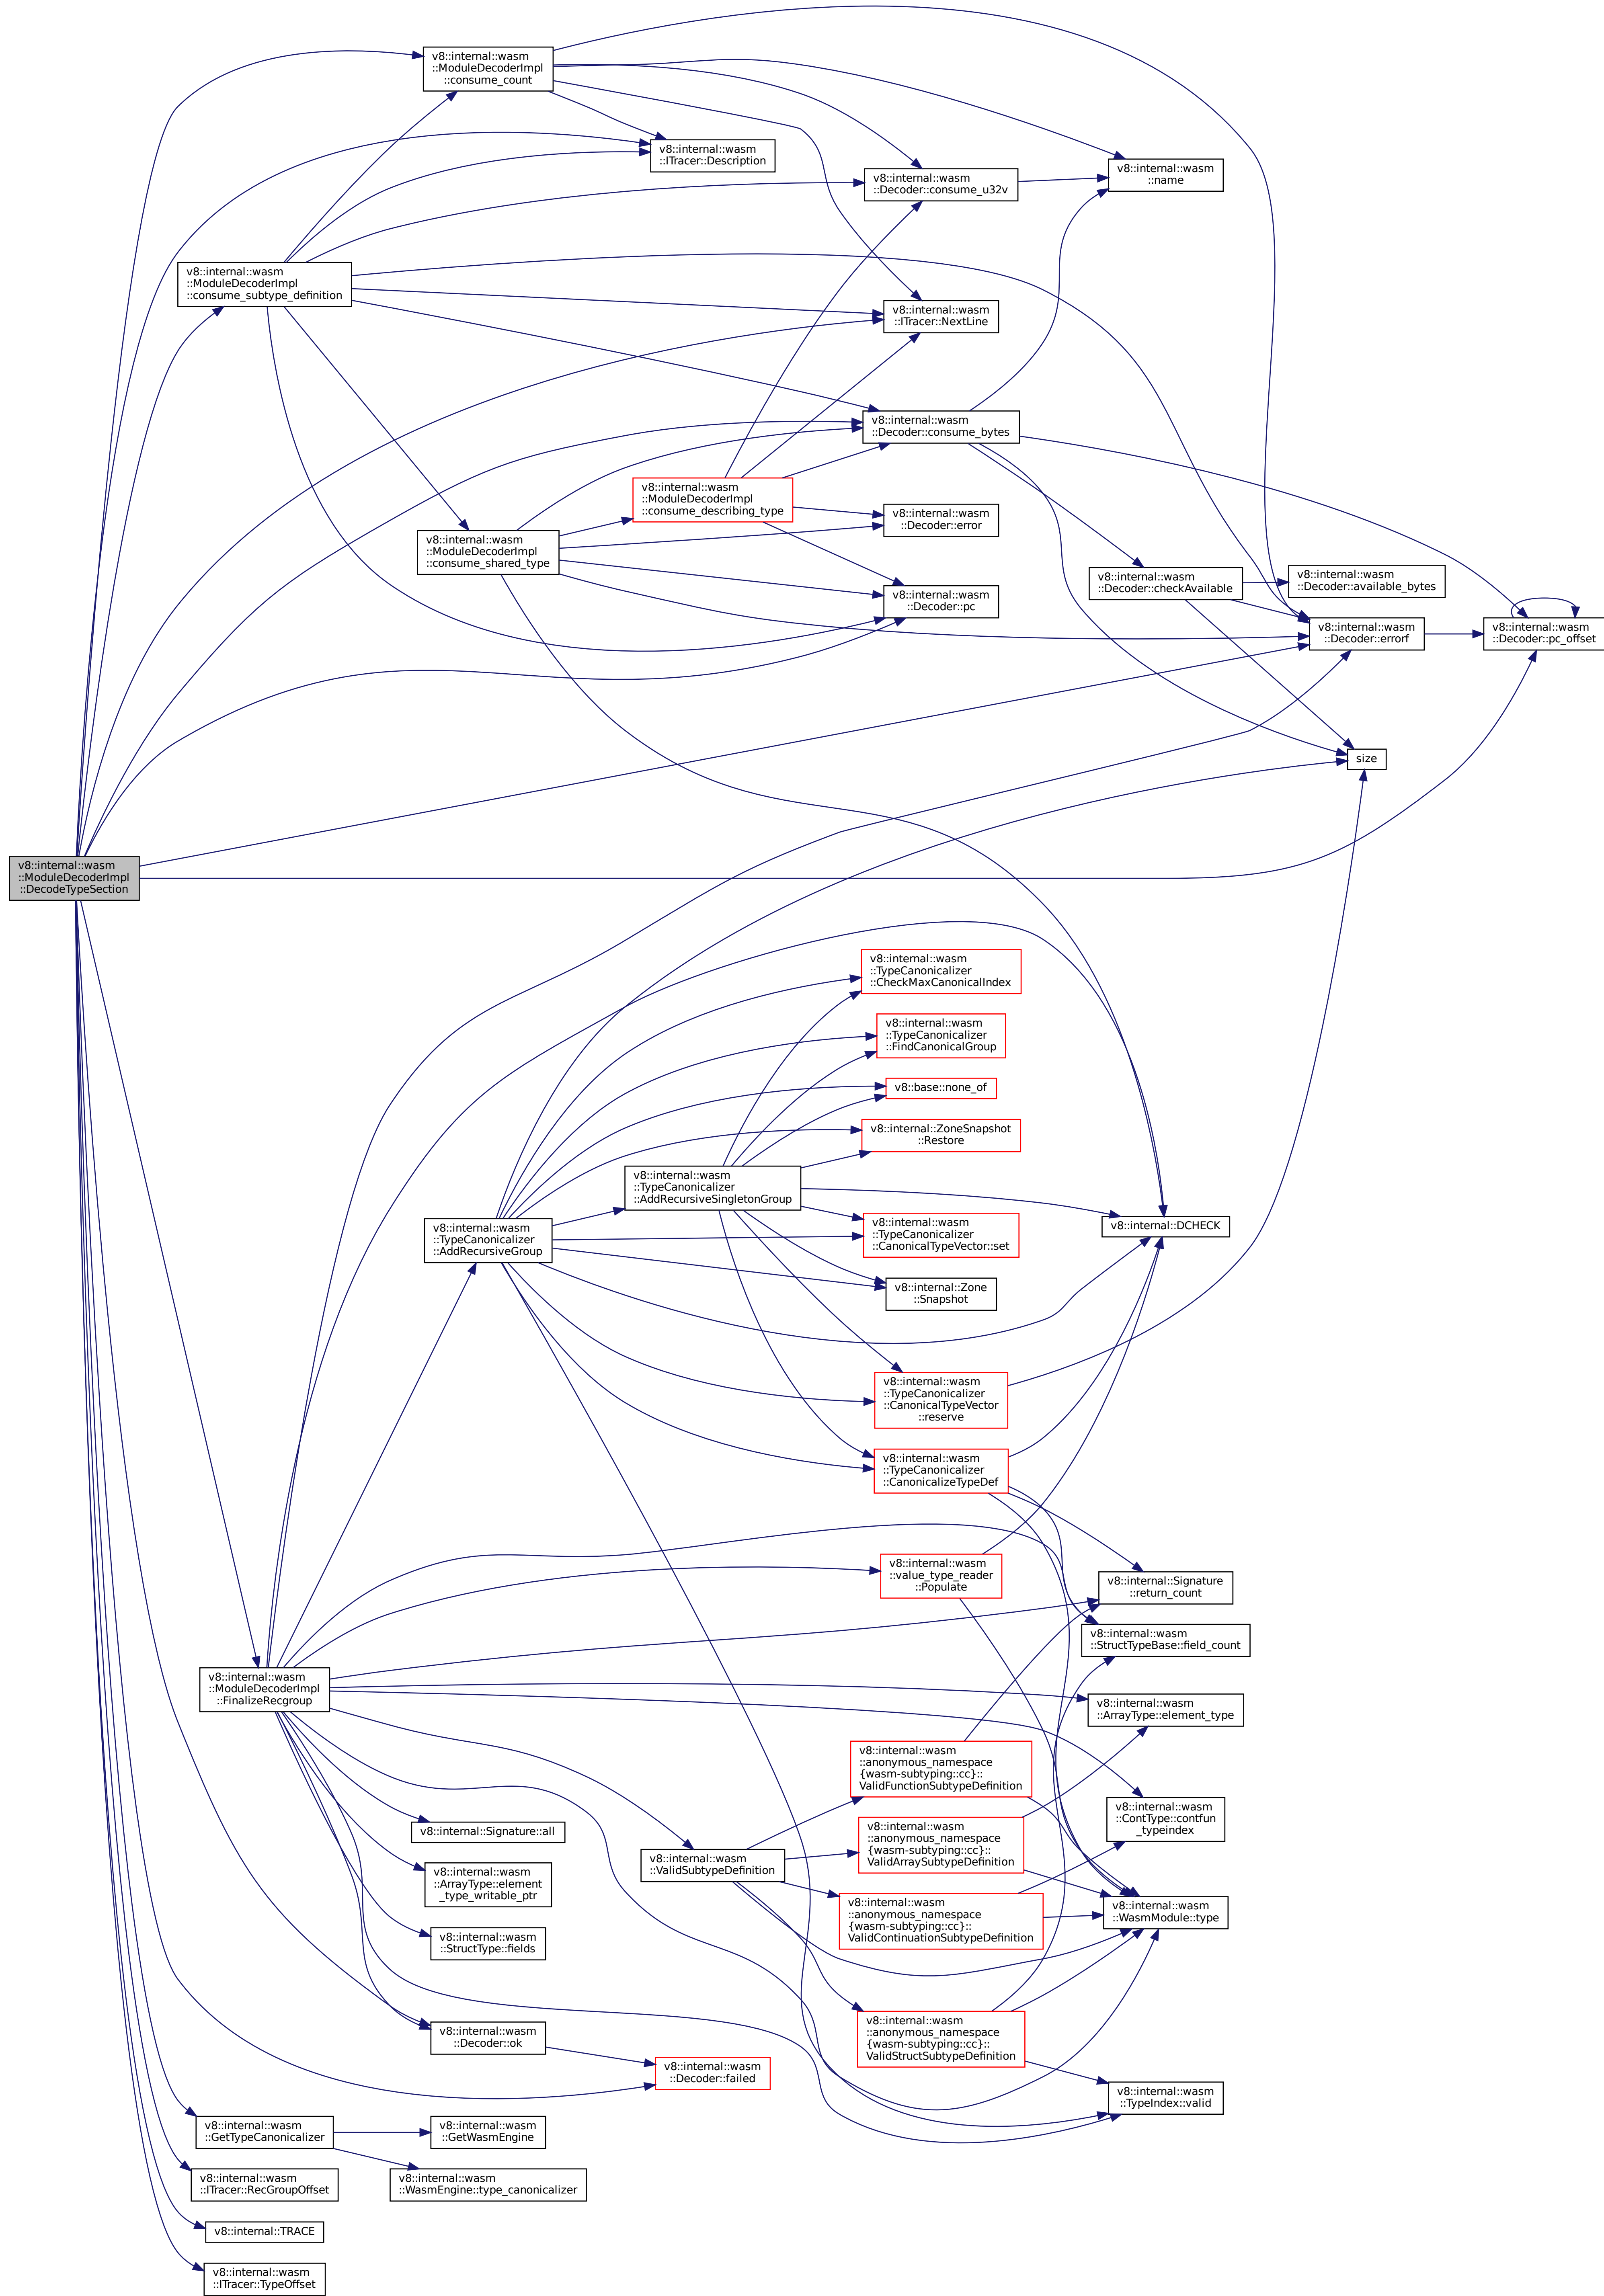 v8::internal::wasm
::ModuleDecoderImpl
::consume_count
v8::internal::wasm
::ITracer::Description
v8::internal::wasm
::Decoder::consume_u32v
v8::internal::wasm
::name
v8::internal::wasm
::ModuleDecoderImpl
::consume_subtype_definition
v8::internal::wasm
::ITracer::NextLine
v8::internal::wasm
::Decoder::consume_bytes
v8::internal::wasm
::ModuleDecoderImpl
::consume_describing_type
v8::internal::wasm
::Decoder::error
v8::internal::wasm
::ModuleDecoderImpl
::consume_shared_type
v8::internal::wasm
::Decoder::pc
v8::internal::wasm
::Decoder::checkAvailable
v8::internal::wasm
::Decoder::available_bytes
v8::internal::wasm
::Decoder::errorf
v8::internal::wasm
::Decoder::pc_offset
size
v8::internal::wasm
::ModuleDecoderImpl
::DecodeTypeSection
v8::internal::wasm
::TypeCanonicalizer
::CheckMaxCanonicalIndex
v8::internal::wasm
::TypeCanonicalizer
::FindCanonicalGroup
v8::base::none_of
v8::internal::ZoneSnapshot
::Restore
v8::internal::wasm
::TypeCanonicalizer
::AddRecursiveSingletonGroup
v8::internal::wasm
::TypeCanonicalizer
::AddRecursiveGroup
v8::internal::wasm
::TypeCanonicalizer
::CanonicalTypeVector::set
v8::internal::DCHECK
v8::internal::Zone
::Snapshot
v8::internal::wasm
::TypeCanonicalizer
::CanonicalTypeVector
::reserve
v8::internal::wasm
::TypeCanonicalizer
::CanonicalizeTypeDef
v8::internal::wasm
::value_type_reader
::Populate
v8::internal::Signature
::return_count
v8::internal::wasm
::StructTypeBase::field_count
v8::internal::wasm
::ModuleDecoderImpl
::FinalizeRecgroup
v8::internal::wasm
::ArrayType::element_type
v8::internal::wasm
::anonymous_namespace
{wasm-subtyping::cc}::
ValidFunctionSubtypeDefinition
v8::internal::wasm
::ContType::contfun
_typeindex
v8::internal::Signature::all
v8::internal::wasm
::ValidSubtypeDefinition
v8::internal::wasm
::anonymous_namespace
{wasm-subtyping::cc}::
ValidArraySubtypeDefinition
v8::internal::wasm
::ArrayType::element
_type_writable_ptr
v8::internal::wasm
::anonymous_namespace
{wasm-subtyping::cc}::
ValidContinuationSubtypeDefinition
v8::internal::wasm
::WasmModule::type
v8::internal::wasm
::StructType::fields
v8::internal::wasm
::Decoder::ok
v8::internal::wasm
::anonymous_namespace
{wasm-subtyping::cc}::
ValidStructSubtypeDefinition
v8::internal::wasm
::Decoder::failed
v8::internal::wasm
::TypeIndex::valid
v8::internal::wasm
::GetTypeCanonicalizer
v8::internal::wasm
::GetWasmEngine
v8::internal::wasm
::ITracer::RecGroupOffset
v8::internal::wasm
::WasmEngine::type_canonicalizer
v8::internal::TRACE
v8::internal::wasm
::ITracer::TypeOffset